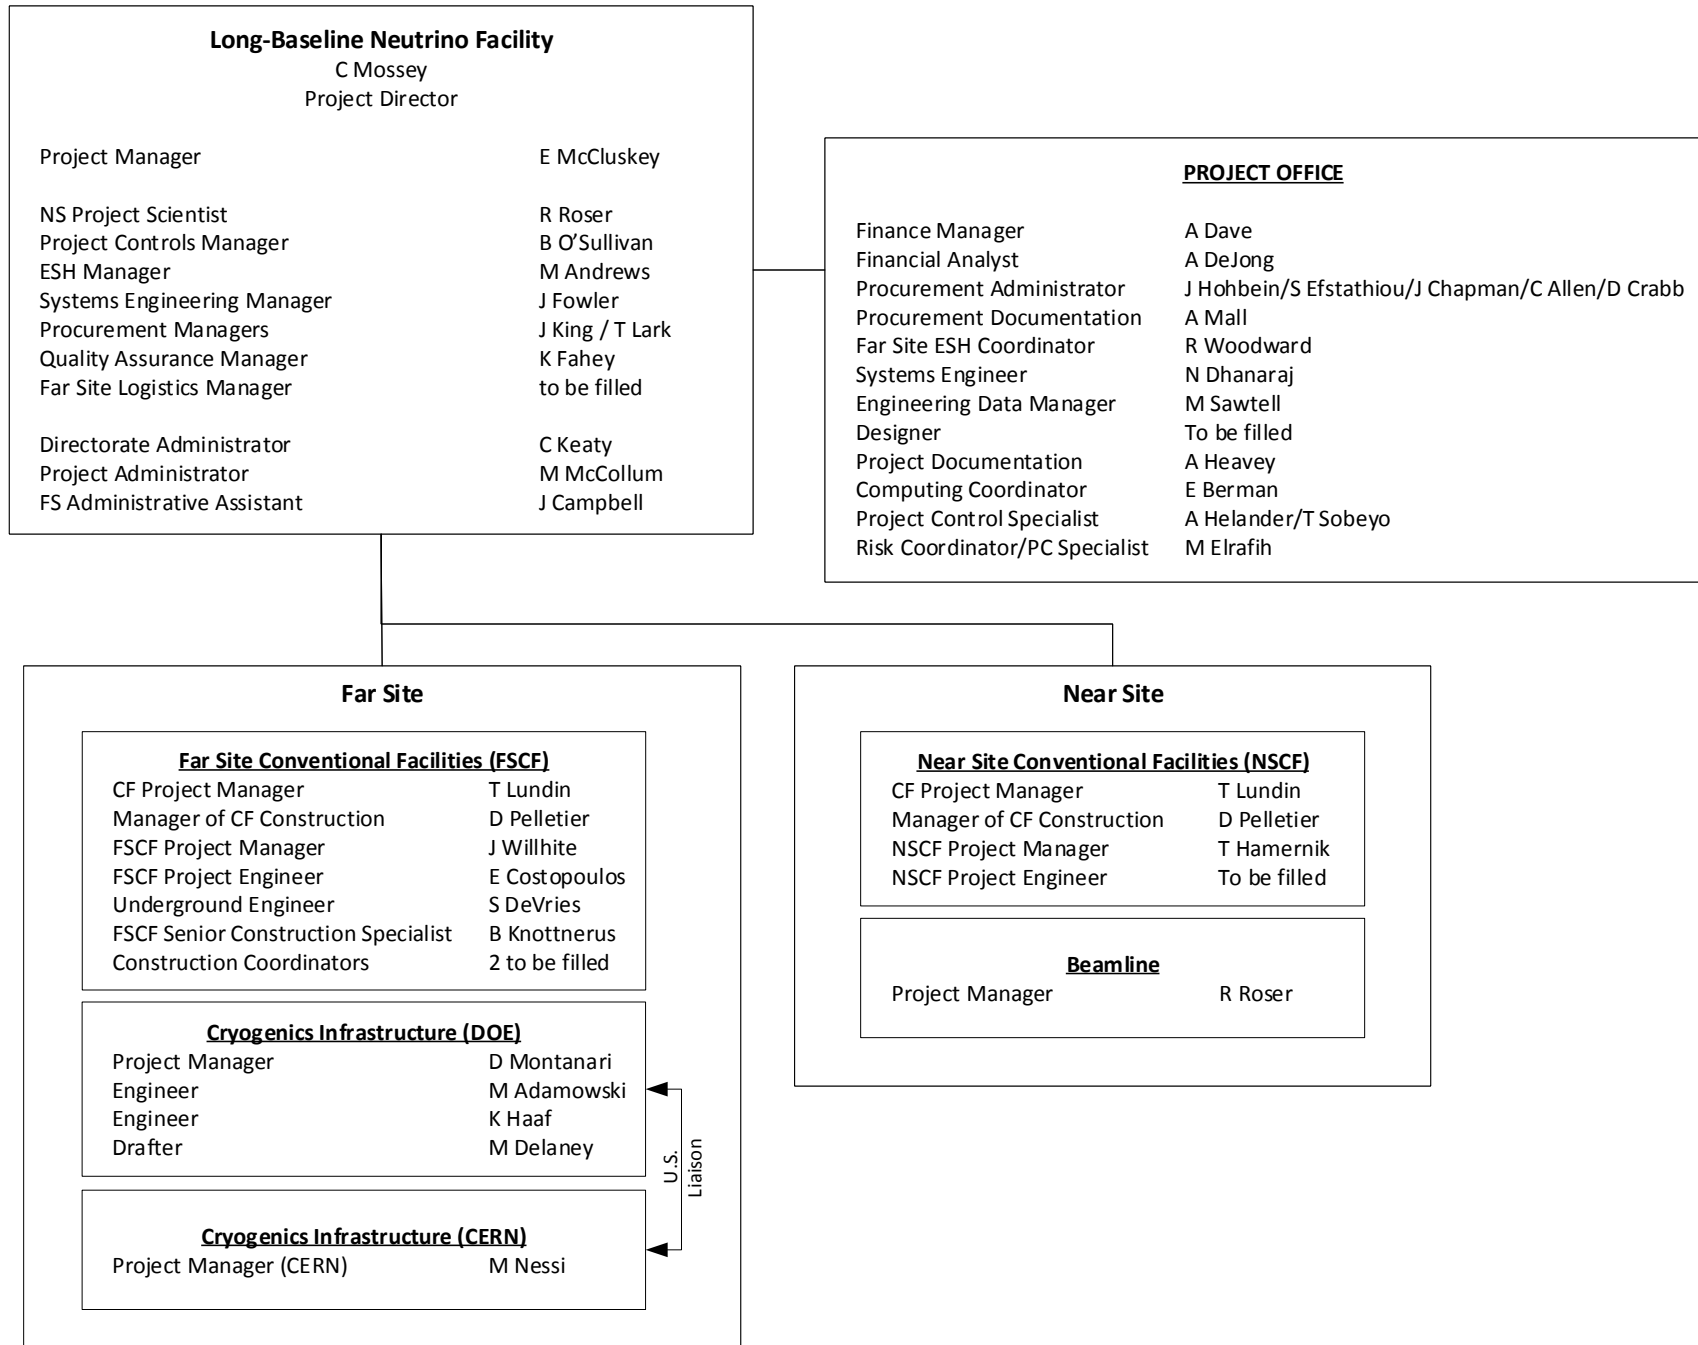 Long-Baseline Neutrino Facility
C Mossey
Project Director
Project Manager E McCluskey
NS Project Scientist R Roser
Project Controls Manager B O’Sullivan
ESH Manager M Andrews
Systems Engineering Manager J Fowler
Procurement Managers J King / T Lark
Quality Assurance Manager K Fahey
Far Site Logistics Manager to be filled
Directorate Administrator C Keaty
Project Administrator M McCollum
FS Administrative Assistant J Campbell
PROJECT OFFICE
Finance Manager A Dave
Financial Analyst A DeJong
Procurement Administrator J Hohbein/S Efstathiou/J Chapman/C Allen/D Crabb
Procurement Documentation A Mall
Far Site ESH Coordinator R Woodward
Systems Engineer N Dhanaraj
Engineering Data Manager M Sawtell
Designer To be filled
Project Documentation A Heavey
Computing Coordinator E Berman
Project Control Specialist A Helander/T Sobeyo
Risk Coordinator/PC Specialist M Elrafih
Far Site
Far Site Conventional Facilities (FSCF)
CF Project Manager T Lundin
Manager of CF Construction D Pelletier
FSCF Project Manager J Willhite
FSCF Project Engineer E Costopoulos
Underground Engineer S DeVries
FSCF Senior Construction Specialist B Knottnerus
Construction Coordinators 2 to be filled
Cryogenics Infrastructure (DOE)
Project Manager D Montanari
Engineer M Adamowski
Engineer K Haaf
Drafter M Delaney
U.S.
Liaison
Cryogenics Infrastructure (CERN)
Project Manager (CERN) M Nessi
Near Site
Near Site Conventional Facilities (NSCF)
CF Project Manager T Lundin
Manager of CF Construction D Pelletier
NSCF Project Manager T Hamernik
NSCF Project Engineer To be filled
Beamline
Project Manager R Roser